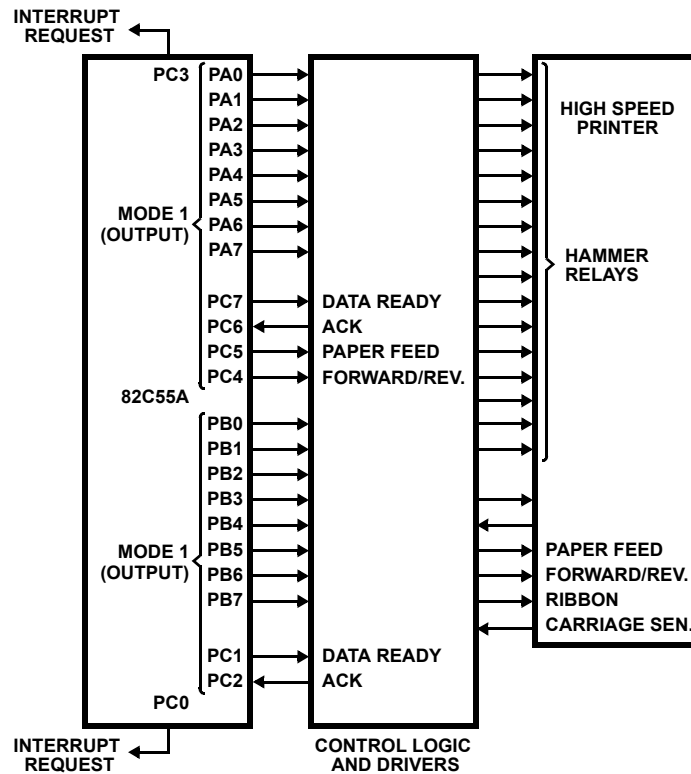 INTERRUPT
REQUEST
PC3
PA0
PA1
PA2
PA3
PA4
PA5
PA6
PA7
MODE 1
(OUTPUT)
PC7
PC6
PC5
PC4
82C55A
PB0
PB1
PB2
PB3
PB4
PB5
PB6
PB7
MODE 1
(OUTPUT)
PC1
PC2
PC0
INTERRUPT
REQUEST
DATA READY
ACK
PAPER FEED
FORWARD/REV.
DATA READY
ACK
CONTROL LOGIC
AND DRIVERS
HIGH SPEED
PRINTER
HAMMER
RELAYS
PAPER FEED
FORWARD/REV.
RIBBON
CARRIAGE SEN.